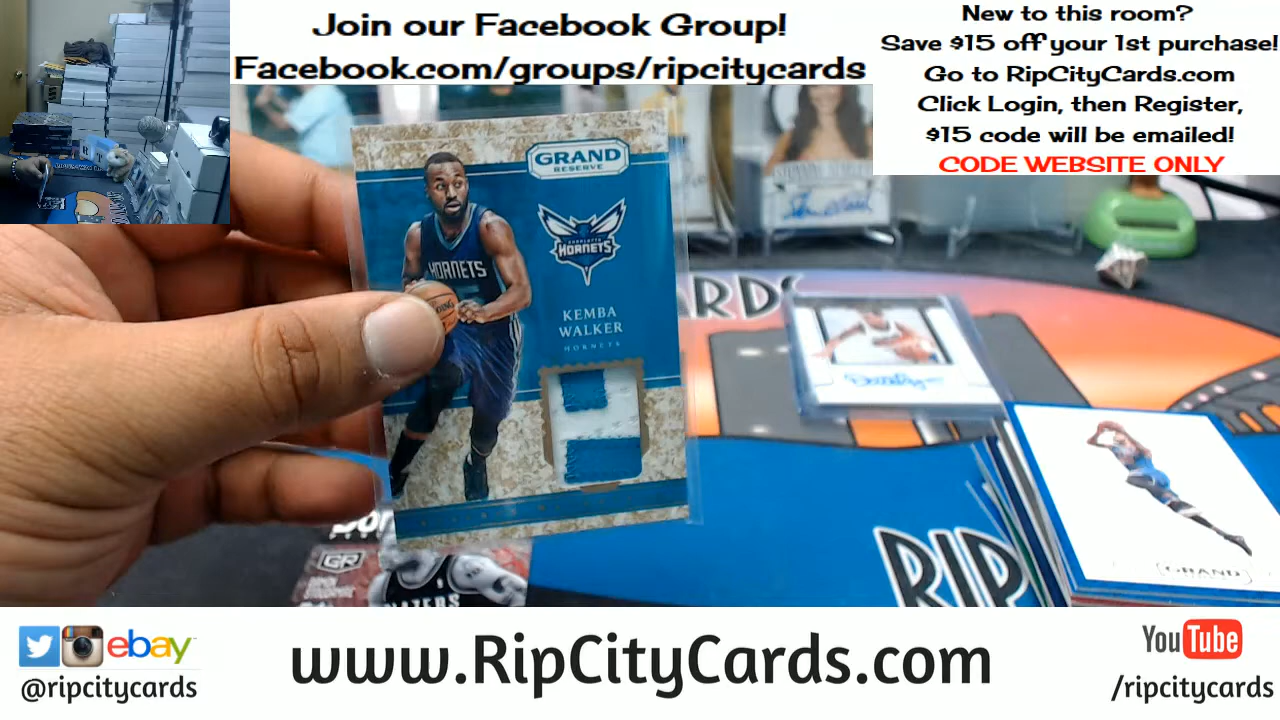 Join our Facebook Group!
Facebook.com/groups/ripcitycards
New to this room?
Save $15 off your 1st purchase!
Go to RipCityCards.com
Click Login, then Register,
$15 code will be emailed!
CODE WEBSITE ONLY
GRAND
RESERVE
HORNETS
HORNETS
KEMBA
WALKER
HORNETS
RIP
GRAND
GR
ebay
@ripcitycards
www.RipCityCards.com
YouTube
/ripcitycards